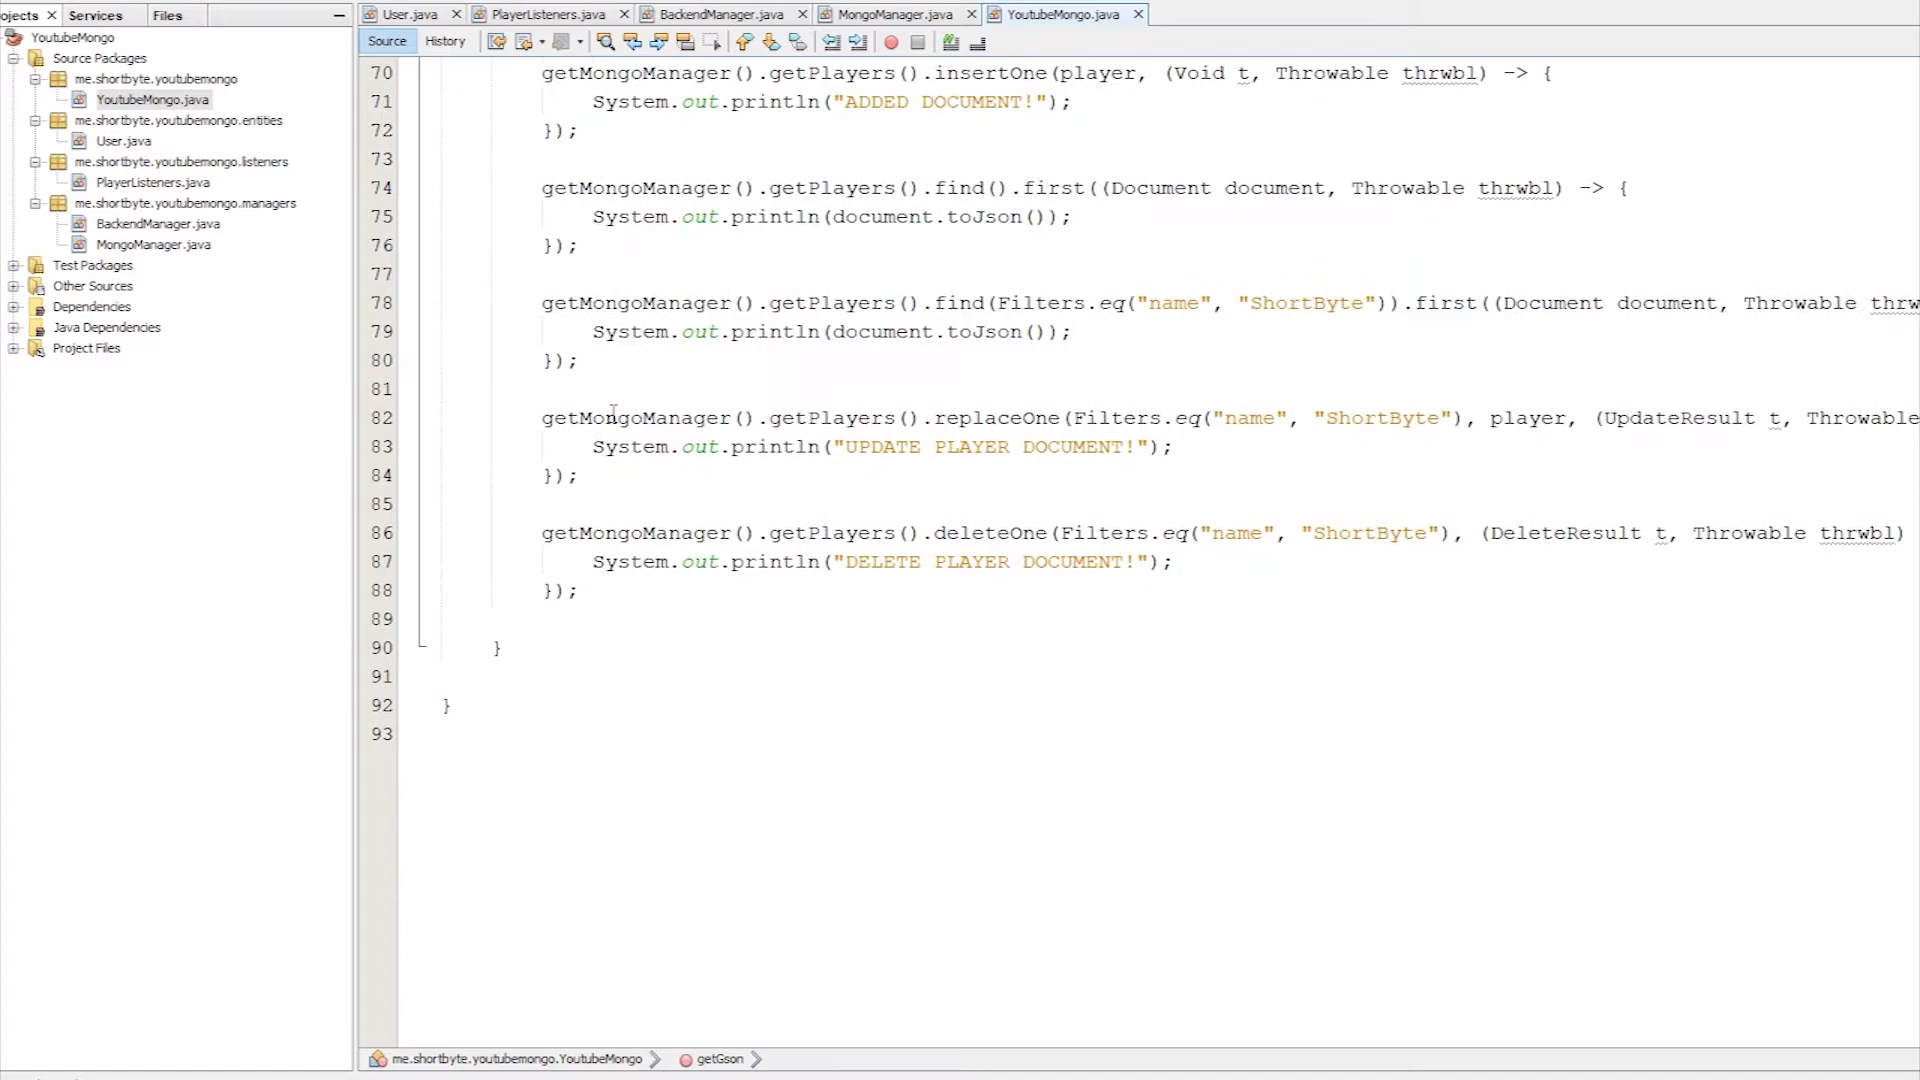 ojects Services Files
YoutubeMongo
Source Packages
me.shortbyte.youtubemongo
YoutubeMongo.java
me.shortbyte.youtubemongo.entities
User.java
me.shortbyte.youtubemongo.listeners
PlayerListeners.java
me.shortbyte.youtubemongo.managers
BackendManager.java
MongoManager.java
Test Packages
Other Sources
Dependencies
Java Dependencies
Project Files
User.java PlayerListeners.java BackendManager.java MongoManager.java YoutubeMongo.java
Source History
70 getMongoManager().getPlayers().insertOne(player, (Void t, Throwable thrwbl) -> {
71 System.out.println("ADDED DOCUMENT!");
72 });
73
74 getMongoManager().getPlayers().find().first((Document document, Throwable thrwbl) -> {
75 System.out.println(document.toJson());
76 });
77
78 getMongoManager().getPlayers().find(Filters.eq("name", "ShortByte")).first((Document document, Throwable thrw
79 System.out.println(document.toJson());
80 });
81
82 getMongoManager().getPlayers().replaceOne(Filters.eq("name", "ShortByte"), player, (UpdateResult t, Throwable
83 System.out.println("UPDATE PLAYER DOCUMENT!");
84 });
85
86 getMongoManager().getPlayers().deleteOne(Filters.eq("name", "ShortByte"), (DeleteResult t, Throwable thrwbl)
87 System.out.println("DELETE PLAYER DOCUMENT!");
88 });
89
90 }
91
92 }
93
me.shortbyte.youtubemongo.YoutubeMongo getGson